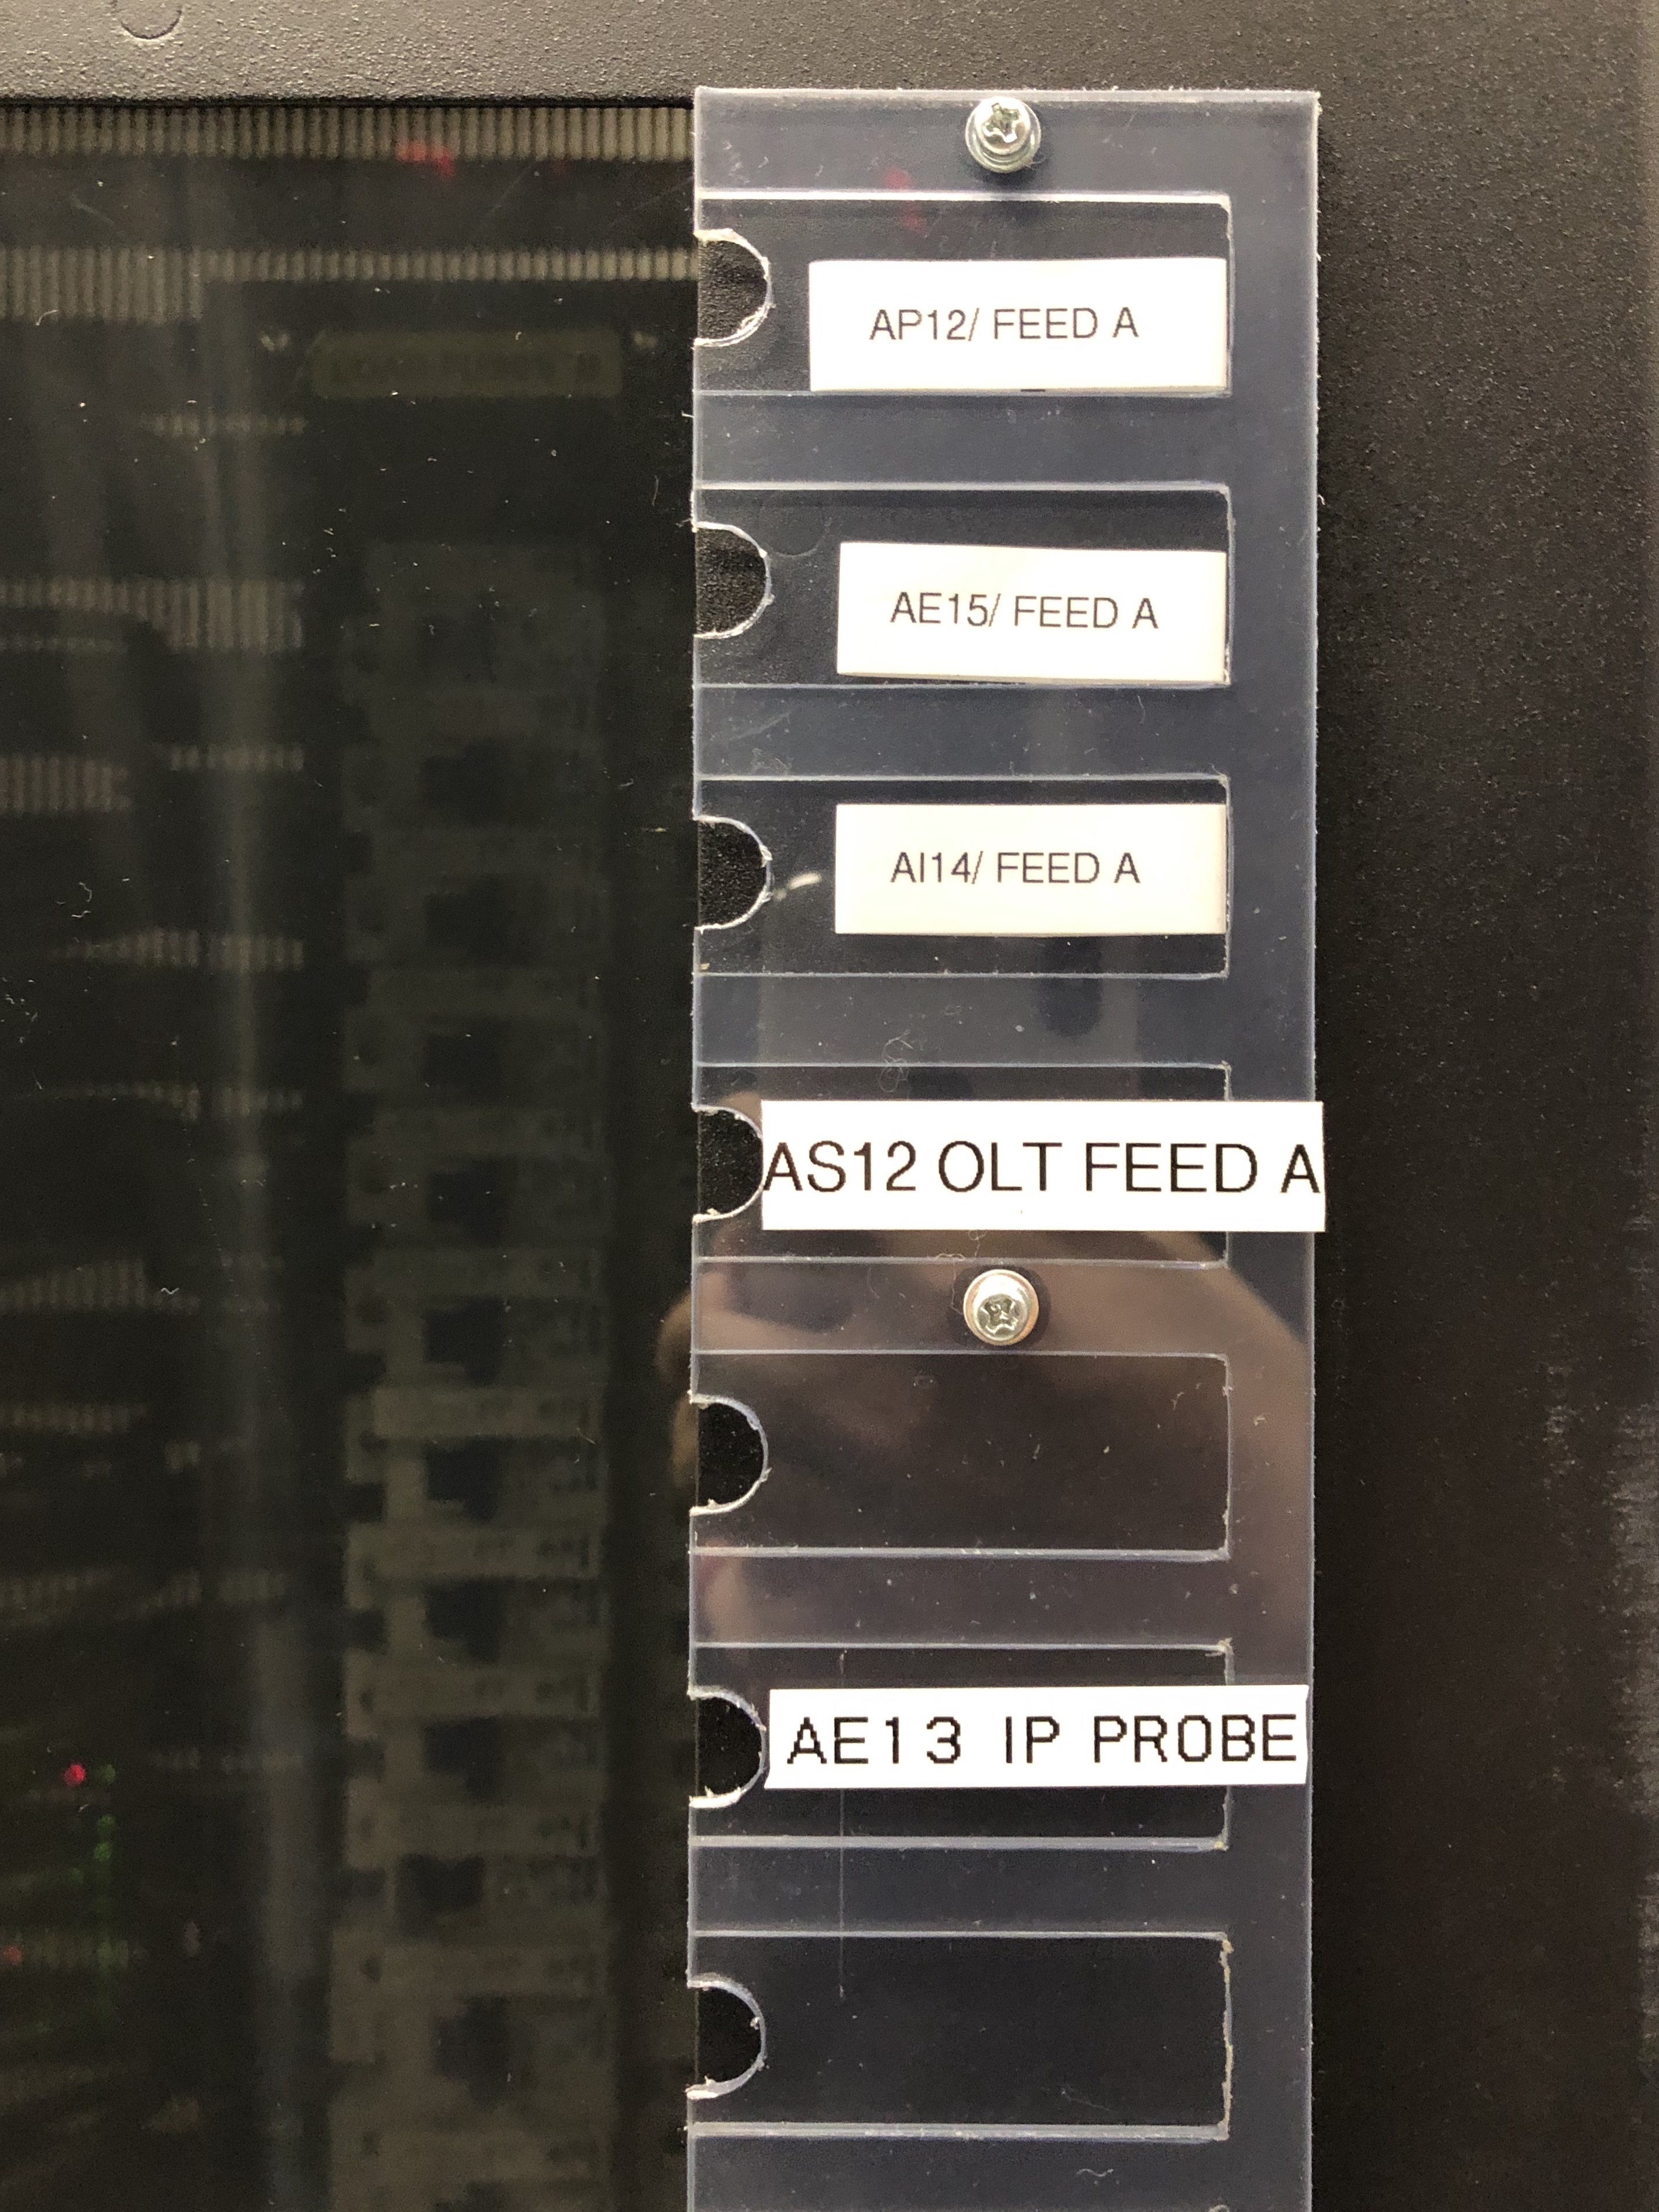 AP12/ FEED A
AE15/ FEED A
AI14/ FEED A
AS12 OLT FEED A
AE13 IP PROBE